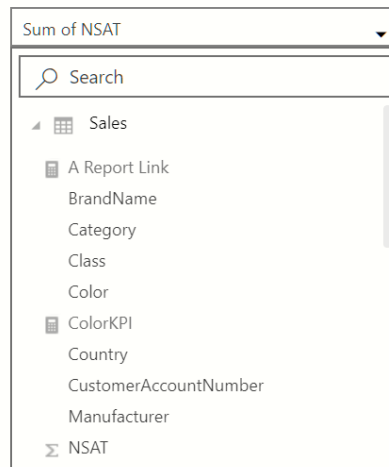 Sum of NSAT
Search
Sales
A Report Link
BrandName
Category
Class
Color
ColorKPI
Country
CustomerAccountNumber
Manufacturer
NSAT